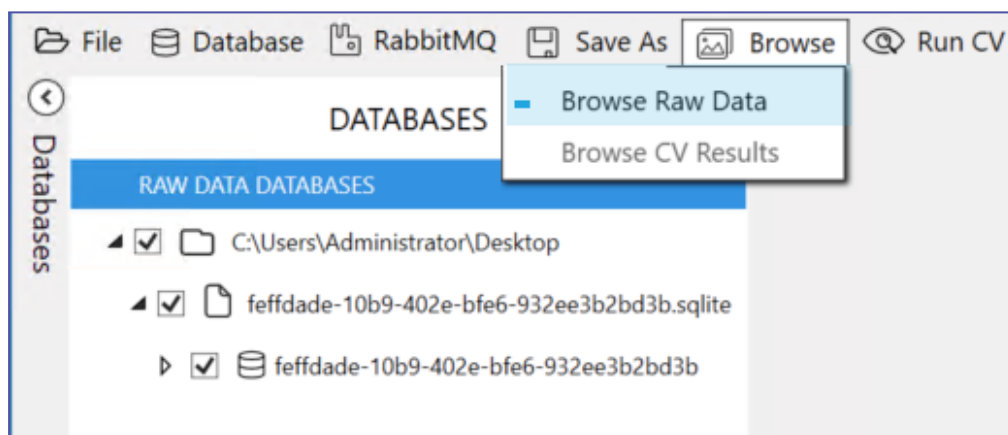 File Database RabbitMQ Save As Browse Run CV
Databases
DATABASES
Browse Raw Data
Browse CV Results
RAW DATA DATABASES
C:\Users\Administrator\Desktop
feffdade-10b9-402e-bfe6-932ee3b2bd3b.sqlite
feffdade-10b9-402e-bfe6-932ee3b2bd3b